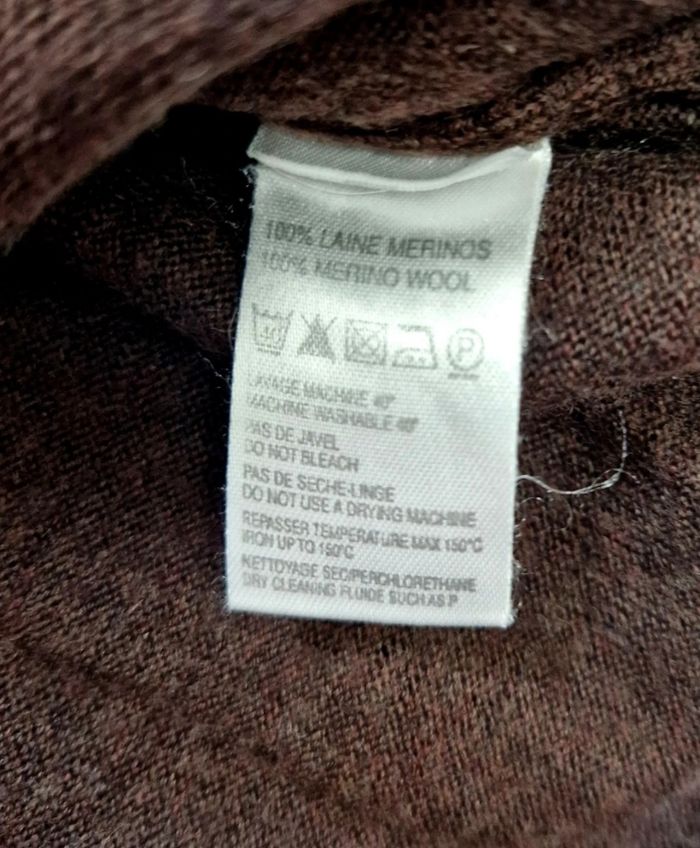 100% LAINE MERINOS
100% MERINO WOOL
40 P
LAVAGE MACHINE 40°
MACHINE WASHABLE 40°
PAS DE JAVEL
DO NOT BLEACH
PAS DE SECHE-LINGE
DO NOT USE A DRYING MACHINE
REPASSER TEMPERATURE MAX 150°C
IRON UP TO 150°C
NETTOYAGE SEC/PERCHLORETHANE
DRY CLEANING FLUIDE SUCH AS P